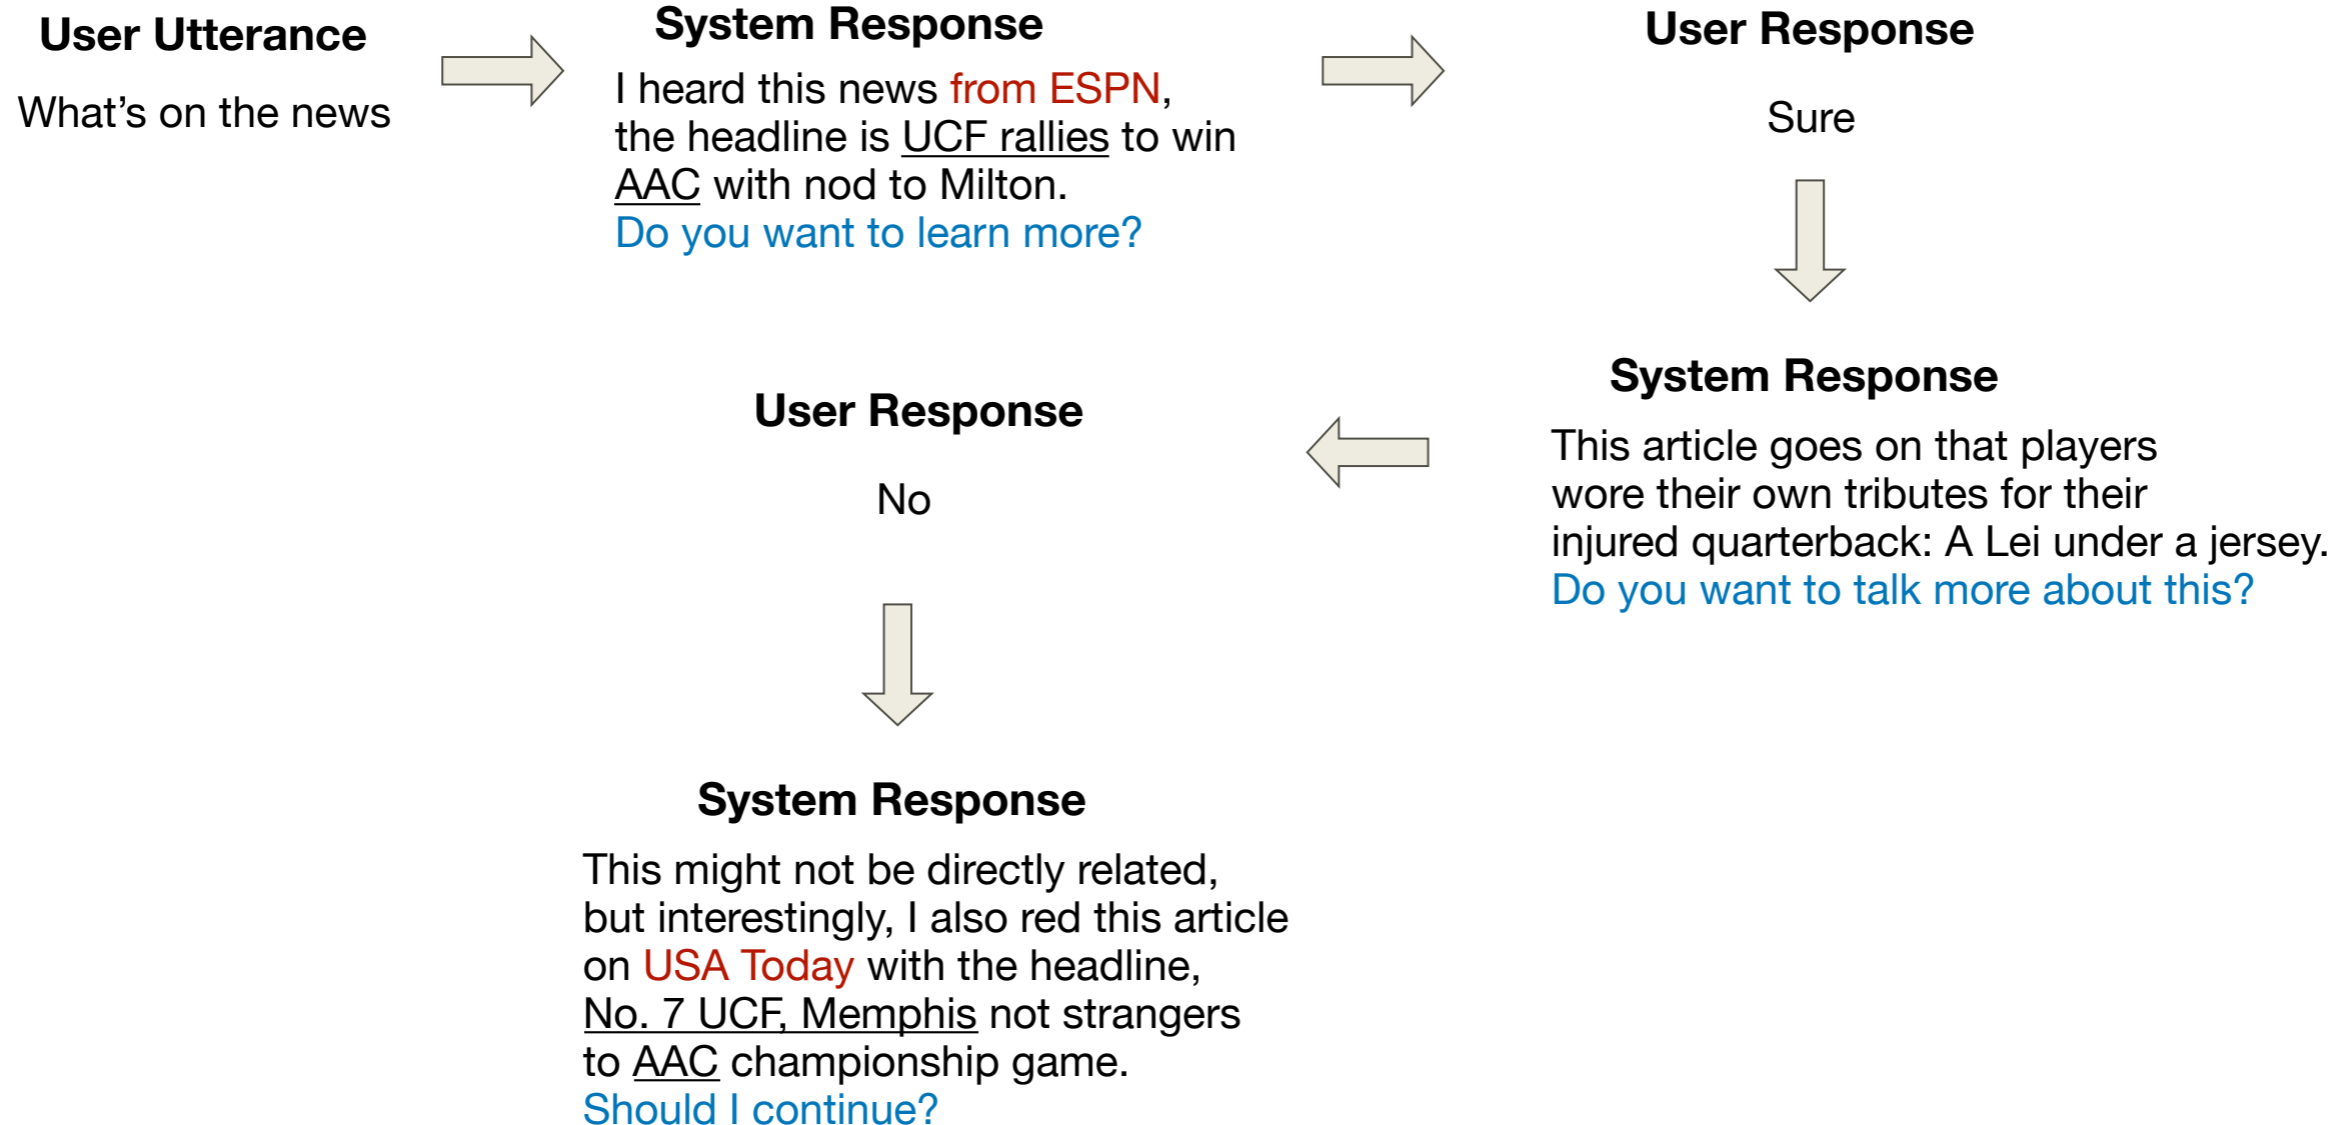 User Utterance
What’s on the news
System Response
I heard this news from ESPN,
the headline is UCF rallies to win
AAC with nod to Milton.
Do you want to learn more?
User Response
Sure
System Response
This article goes on that players
wore their own tributes for their
injured quarterback: A Lei under a jersey.
Do you want to talk more about this?
User Response
No
System Response
This might not be directly related,
but interestingly, I also red this article
on USA Today with the headline,
No. 7 UCF, Memphis not strangers
to AAC championship game.
Should I continue?